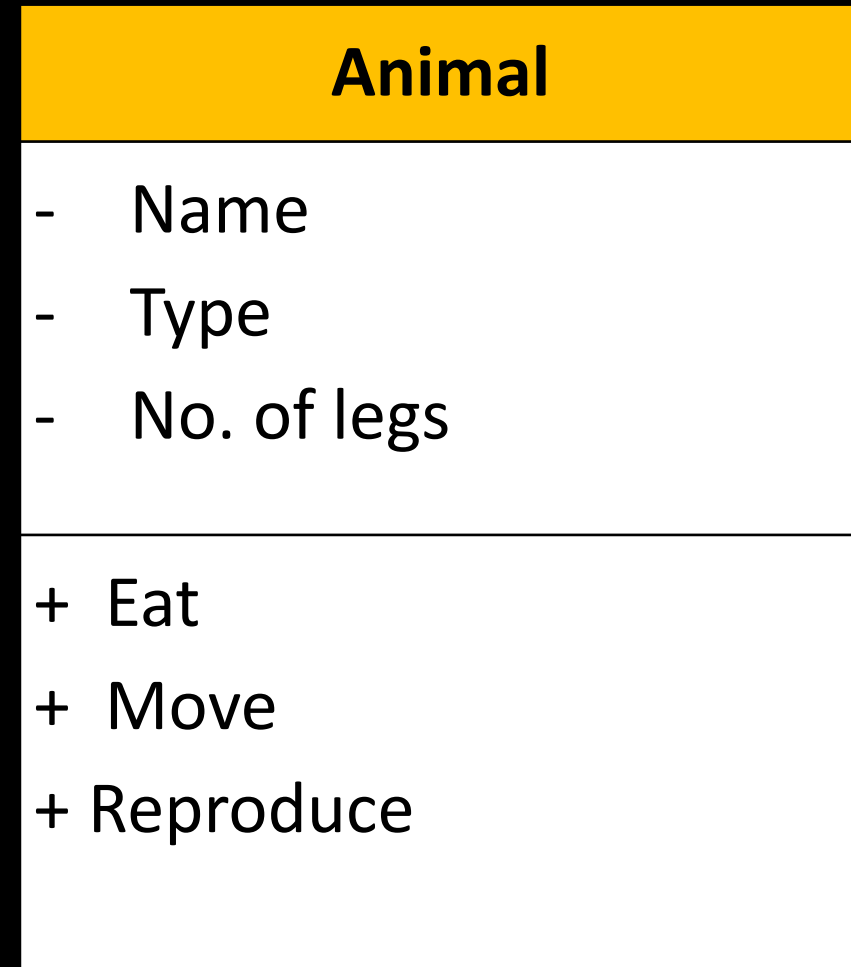 Animal
- Name
- Type
- No. of legs
+ Eat
+ Move
+ Reproduce